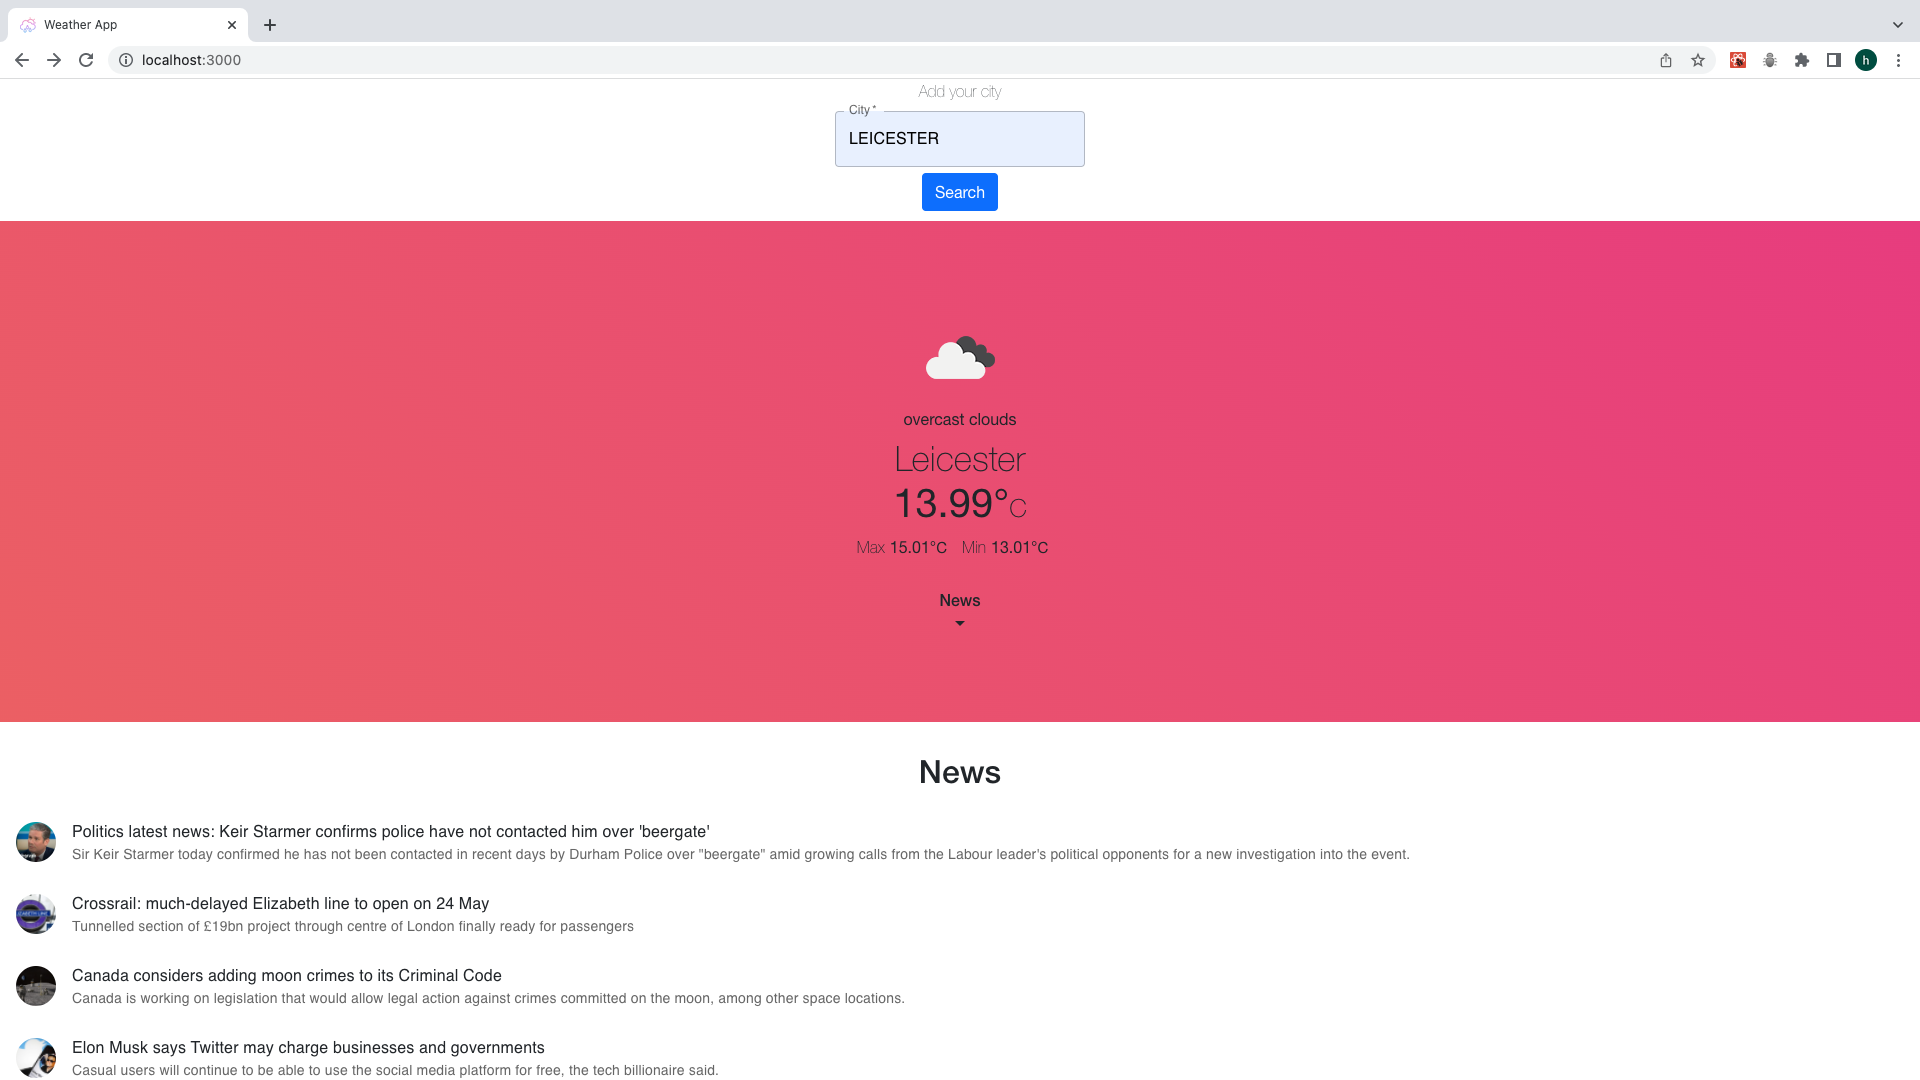 Weather App
localhost:3000
h
Add your city
City *
LEICESTER
Search
overcast clouds
Leicester
13.99°C
Max 15.01°C Min 13.01°C
News
News
Politics latest news: Keir Starmer confirms police have not contacted him over 'beergate'
Sir Keir Starmer today confirmed he has not been contacted in recent days by Durham Police over "beergate" amid growing calls from the Labour leader's political opponents for a new investigation into the event.
Crossrail: much-delayed Elizabeth line to open on 24 May
Tunnelled section of £19bn project through centre of London finally ready for passengers
Canada considers adding moon crimes to its Criminal Code
Canada is working on legislation that would allow legal action against crimes committed on the moon, among other space locations.
Elon Musk says Twitter may charge businesses and governments
Casual users will continue to be able to use the social media platform for free, the tech billionaire said.